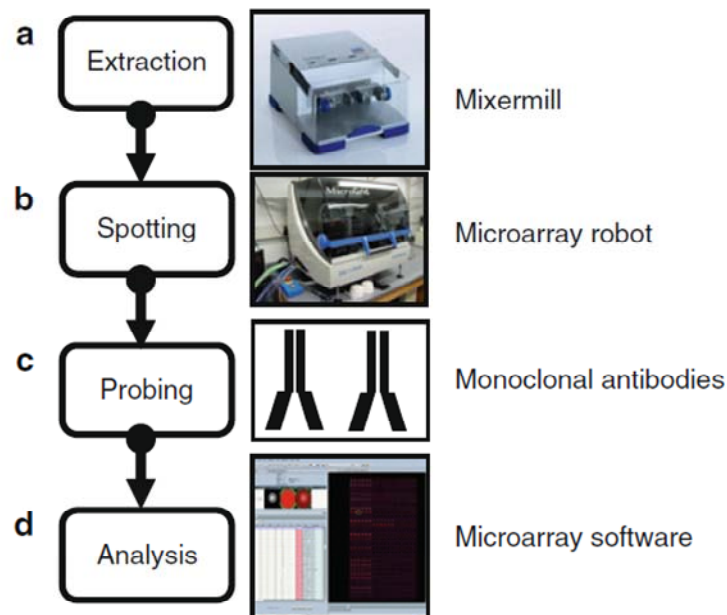 a
Extraction
Mixermill
b
Spotting
Microarray robot
c
Probing
Monoclonal antibodies
d
Analysis
Microarray software